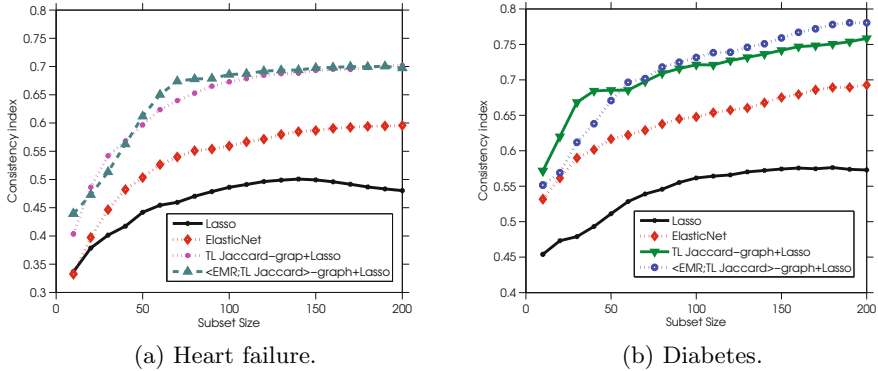 0.8
0.7
0.65
0.6
0.55
0.5
0.45
0.4
0.35
0.3
Consistency index
0 50 100 150 200
Subset Size
Lasso
ElasticNet
TL Jaccard-grap+Lasso
<EMR;TL Jaccard>-graph+Lasso
(a) Heart failure.
0.8
0.75
0.7
0.65
0.6
0.55
0.5
0.45
0.4
Consistency index
0 50 100 150 200
Subset Size
Lasso
ElasticNet
TL Jaccard-graph+Lasso
<EMR;TL Jaccard>-graph+Lasso
(b) Diabetes.